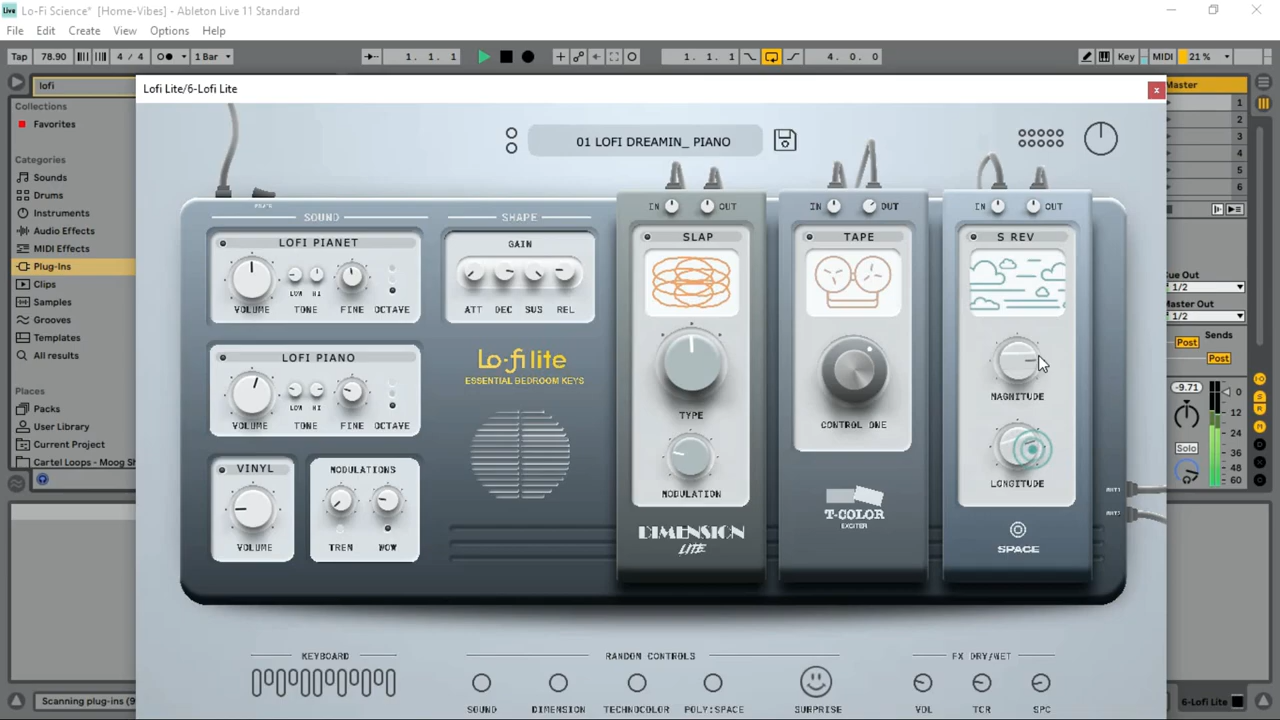 Live Lo-Fi Science* [Home-Vibes] - Ableton Live 11 Standard
File Edit Create View Options Help
Tap 78.90 4 / 4 1 Bar 1. 1. 1 1. 1. 1 4. 0. 0 Key MIDI 21 %
lofi
Lofi Lite/6-Lofi Lite
x
Master
Collections
Favorites
Categories
Sounds
Drums
Instruments
Audio Effects
MIDI Effects
Plug-Ins
Clips
Samples
Grooves
Templates
All results
Places
Packs
User Library
Current Project
Cartel Loops - Moog Sh
01 LOFI DREAMIN_ PIANO
SOUND
SHAPE
LOFI PIANET
VOLUME
LOW HI
TONE
FINE
OCTAVE
GAIN
ATT DEC SUS REL
LOFI PIANO
VOLUME
LOW HI
TONE
FINE
OCTAVE
Lo-fi lite
ESSENTIAL BEDROOM KEYS
VINYL
VOLUME
MODULATIONS
TREM WOW
IN OUT
SLAP
TYPE
MODULATION
DIMENSION
LITE
IN OUT
TAPE
CONTROL ONE
T-COLOR
EXCITER
IN OUT
S REV
MAGNITUDE
LONGITUDE
SPACE
1
2
3
4
5
6
Cue Out
1/2
Master Out
1/2
Sends
Post
Post
-9.71
0
12
24
36
48
60
Solo
KEYBOARD
RANDOM CONTROLS
SOUND DIMENSION TECHNOCOLOR POLY:SPACE SURPRISE
FX DRY/WET
VOL TCR SPC
Scanning plug-ins (9
6-Lofi Lite